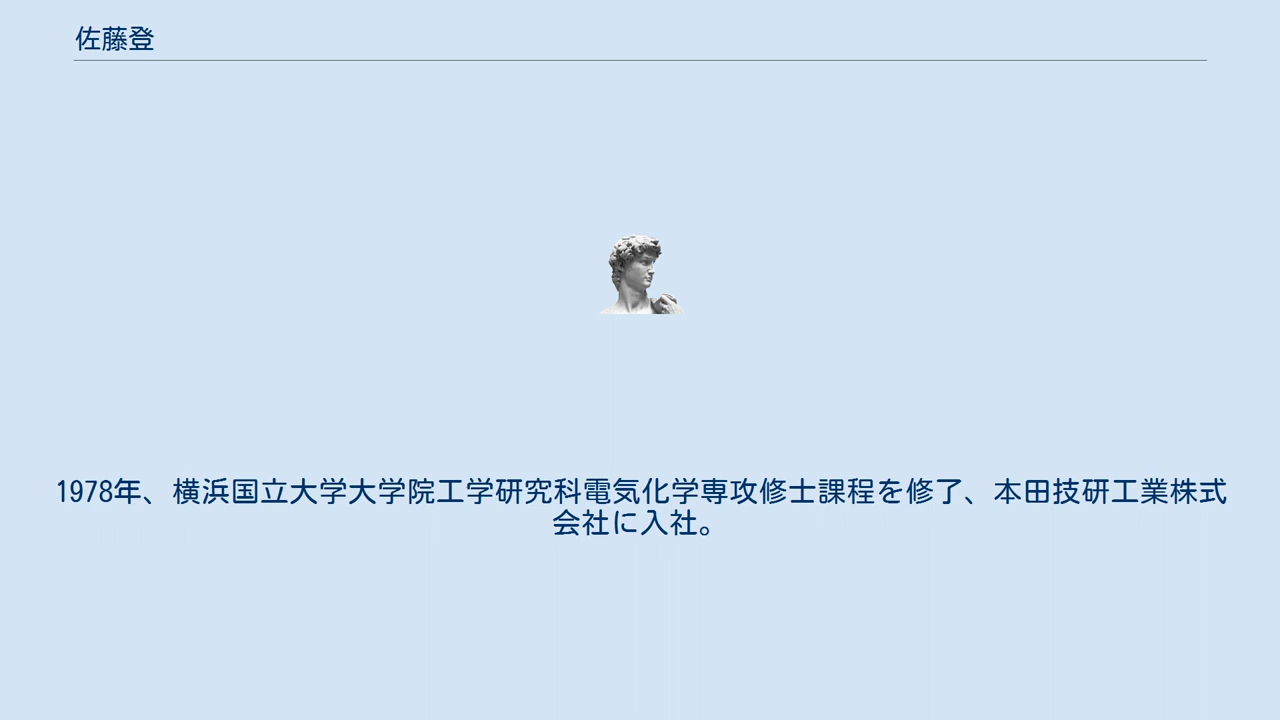 佐藤登
1978年、横浜国立大学大学院工学研究科電気化学専攻修士課程を修了、本田技研工業株式
会社に入社。